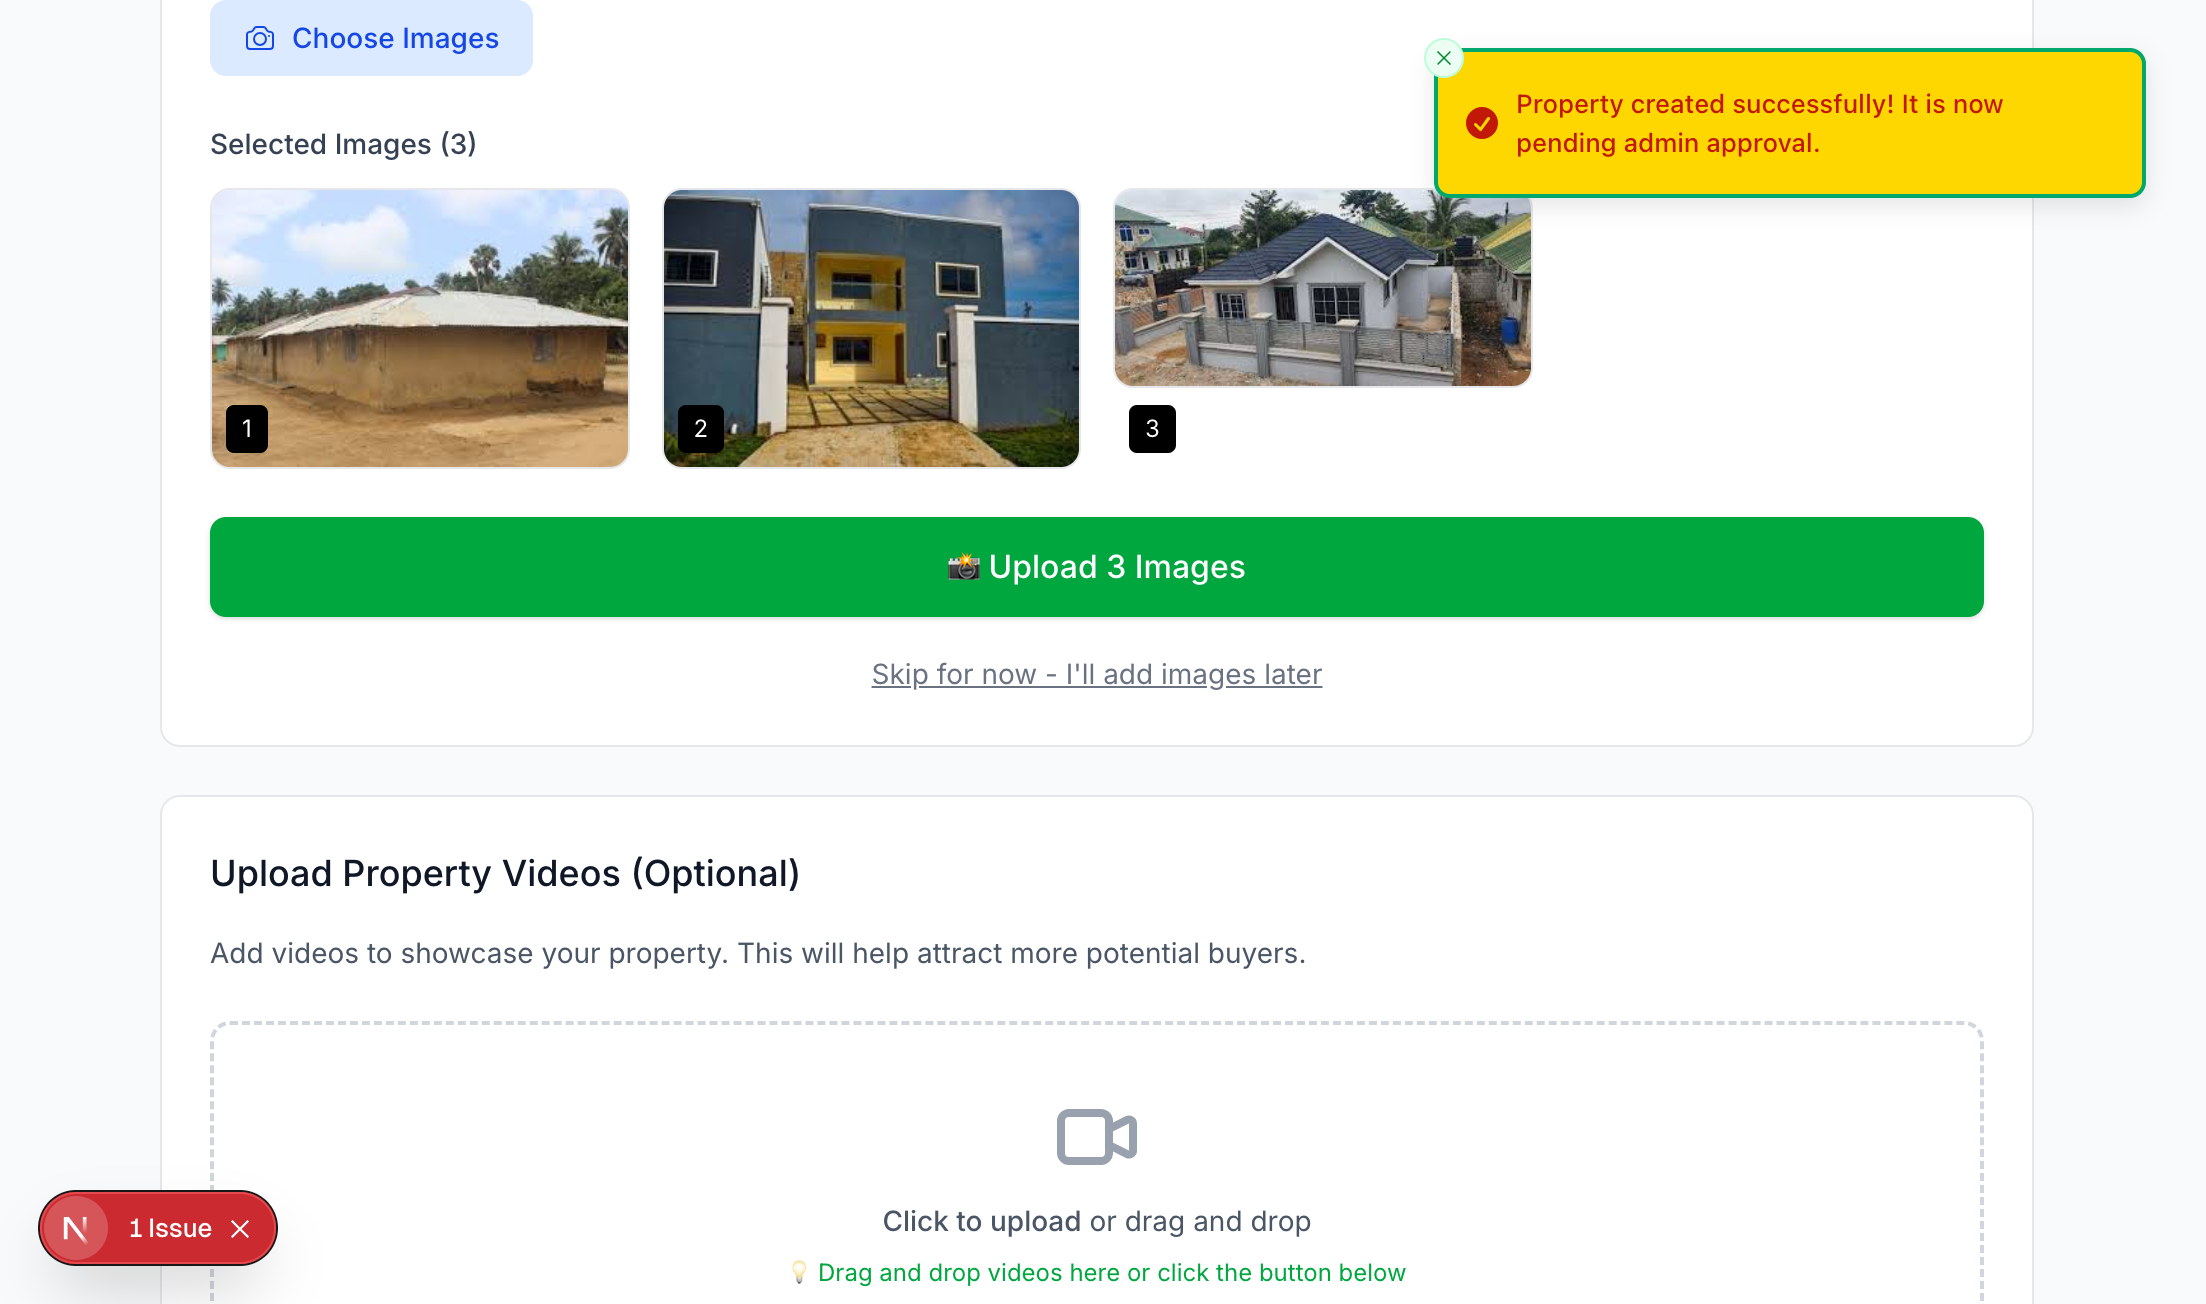 Choose Images
Property created successfully! It is now
pending admin approval.
Selected Images (3)
1
2
3
📸 Upload 3 Images
Skip for now - I'll add images later
Upload Property Videos (Optional)
Add videos to showcase your property. This will help attract more potential buyers.
Click to upload or drag and drop
💡 Drag and drop videos here or click the button below
N 1 Issue